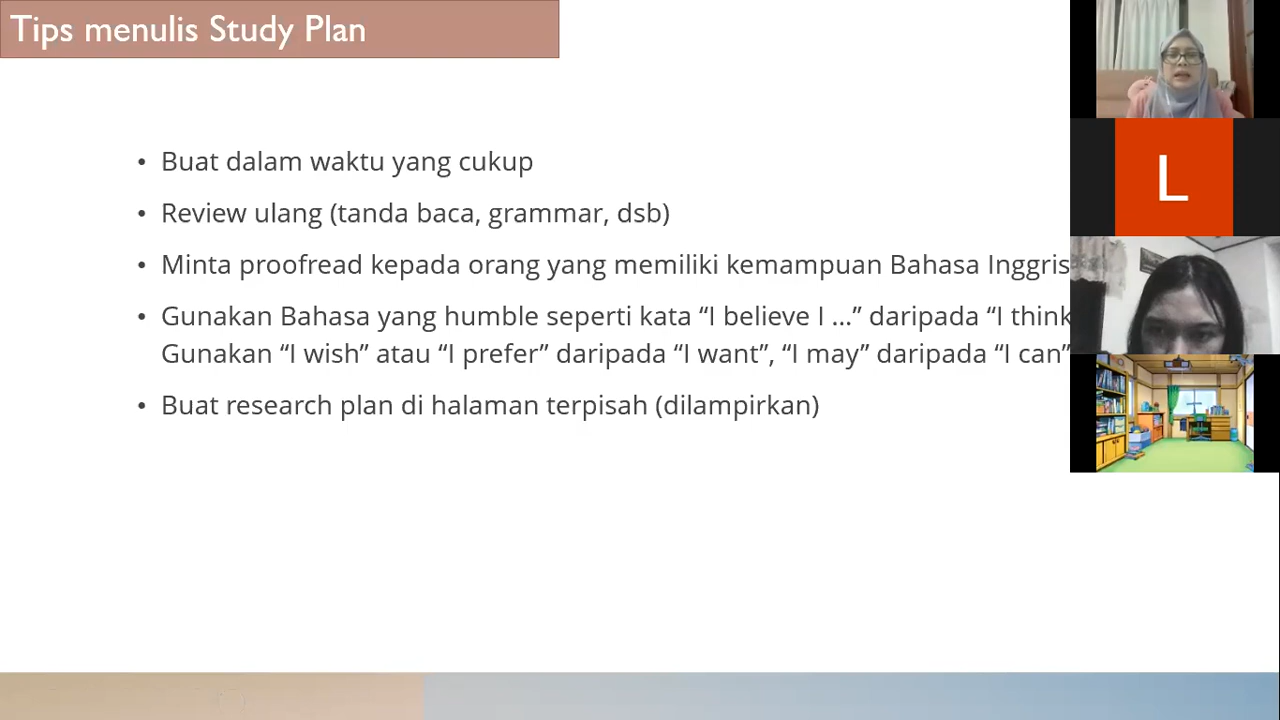 Tips menulis Study Plan
• Buat dalam waktu yang cukup
• Review ulang (tanda baca, grammar, dsb)
• Minta proofread kepada orang yang memiliki kemampuan Bahasa Inggris
• Gunakan Bahasa yang humble seperti kata “I believe I ...” daripada “I think
Gunakan “I wish” atau “I prefer” daripada “I want”, “I may” daripada “I can”
• Buat research plan di halaman terpisah (dilampirkan)
L